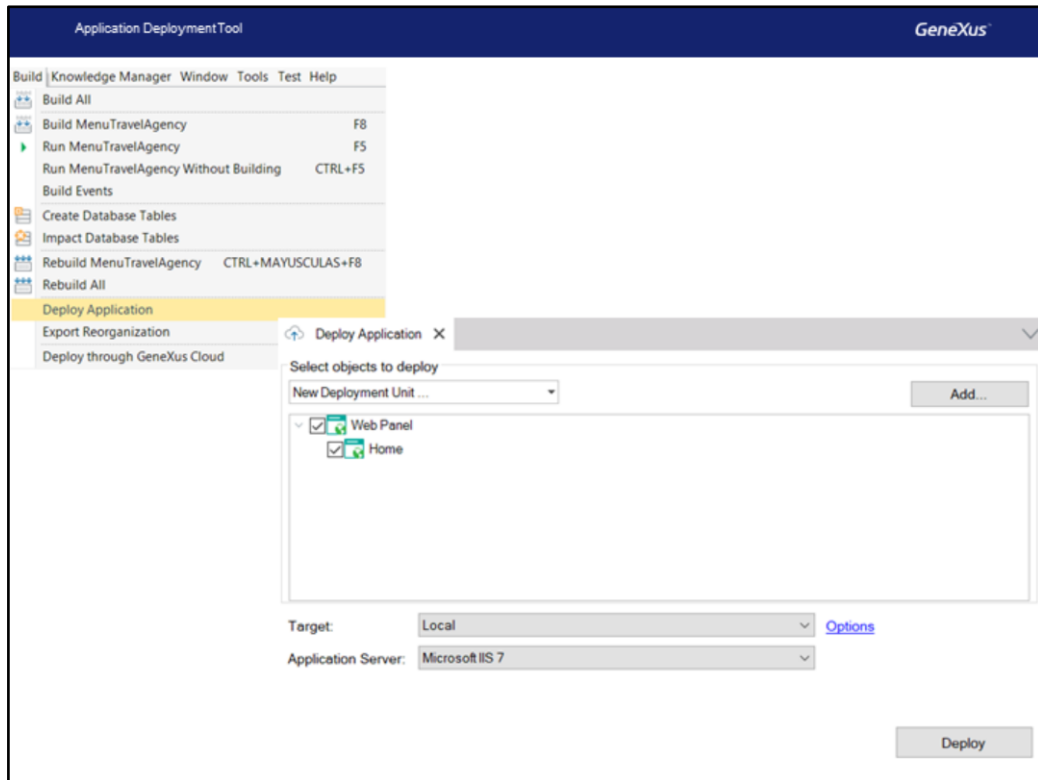 Application Deployment Tool
GeneXus
Build Knowledge Manager Window Tools Test Help
Build All
Build MenuTravelAgency F8
Run MenuTravelAgency F5
Run MenuTravelAgency Without Building CTRL+F5
Build Events
Create Database Tables
Impact Database Tables
Rebuild MenuTravelAgency CTRL+MAYUSCULAS+F8
Rebuild All
Deploy Application
Export Reorganization
Deploy through GeneXus Cloud
Deploy Application
Select objects to deploy
New Deployment Unit ...
Add...
Web Panel
Home
Target: Local Options
Application Server: Microsoft IIS 7
Deploy